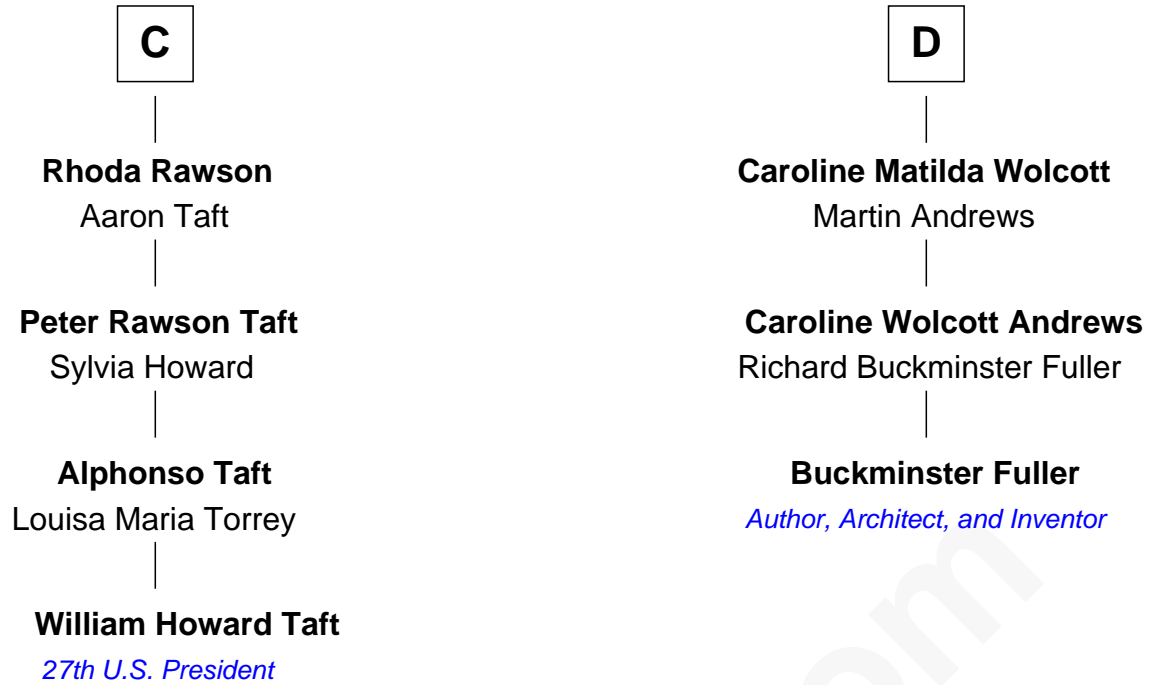 C
Rhoda Rawson
Aaron Taft
Peter Rawson Taft
Sylvia Howard
Alphonso Taft
Louisa Maria Torrey
William Howard Taft
27th U.S. President
D
Caroline Matilda Wolcott
Martin Andrews
Caroline Wolcott Andrews
Richard Buckminster Fuller
Buckminster Fuller
Author, Architect, and Inventor
om